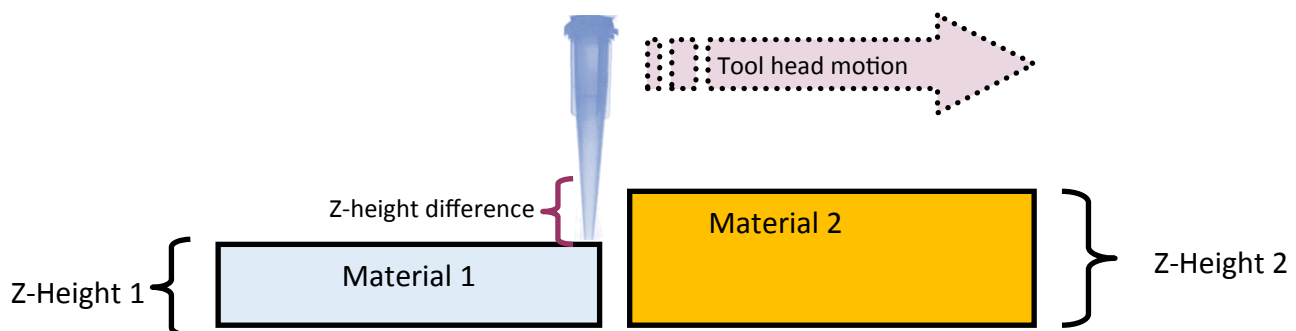 Tool head motion
Z-height difference
Material 2
Material 1
Z-Height 2
Z-Height 1